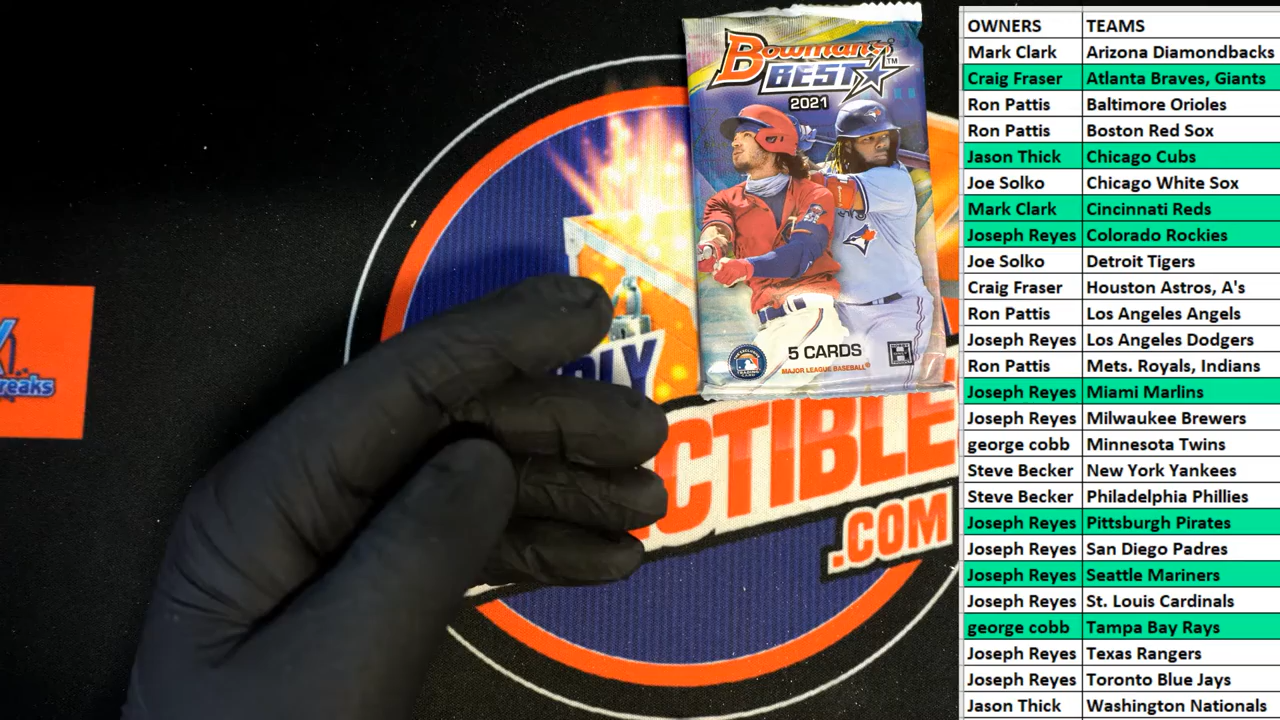 Bowman's
BEST
TM
2021
5 CARDS
MAJOR LEAGUE BASEBALL®
ECTIBLE
.COM
reaks
OWNERS TEAMS
Mark Clark Arizona Diamondbacks
Craig Fraser Atlanta Braves, Giants
Ron Pattis Baltimore Orioles
Ron Pattis Boston Red Sox
Jason Thick Chicago Cubs
Joe Solko Chicago White Sox
Mark Clark Cincinnati Reds
Joseph Reyes Colorado Rockies
Joe Solko Detroit Tigers
Craig Fraser Houston Astros, A's
Ron Pattis Los Angeles Angels
Joseph Reyes Los Angeles Dodgers
Ron Pattis Mets. Royals, Indians
Joseph Reyes Miami Marlins
Joseph Reyes Milwaukee Brewers
george cobb Minnesota Twins
Steve Becker New York Yankees
Steve Becker Philadelphia Phillies
Joseph Reyes Pittsburgh Pirates
Joseph Reyes San Diego Padres
Joseph Reyes Seattle Mariners
Joseph Reyes St. Louis Cardinals
george cobb Tampa Bay Rays
Joseph Reyes Texas Rangers
Joseph Reyes Toronto Blue Jays
Jason Thick Washington Nationals